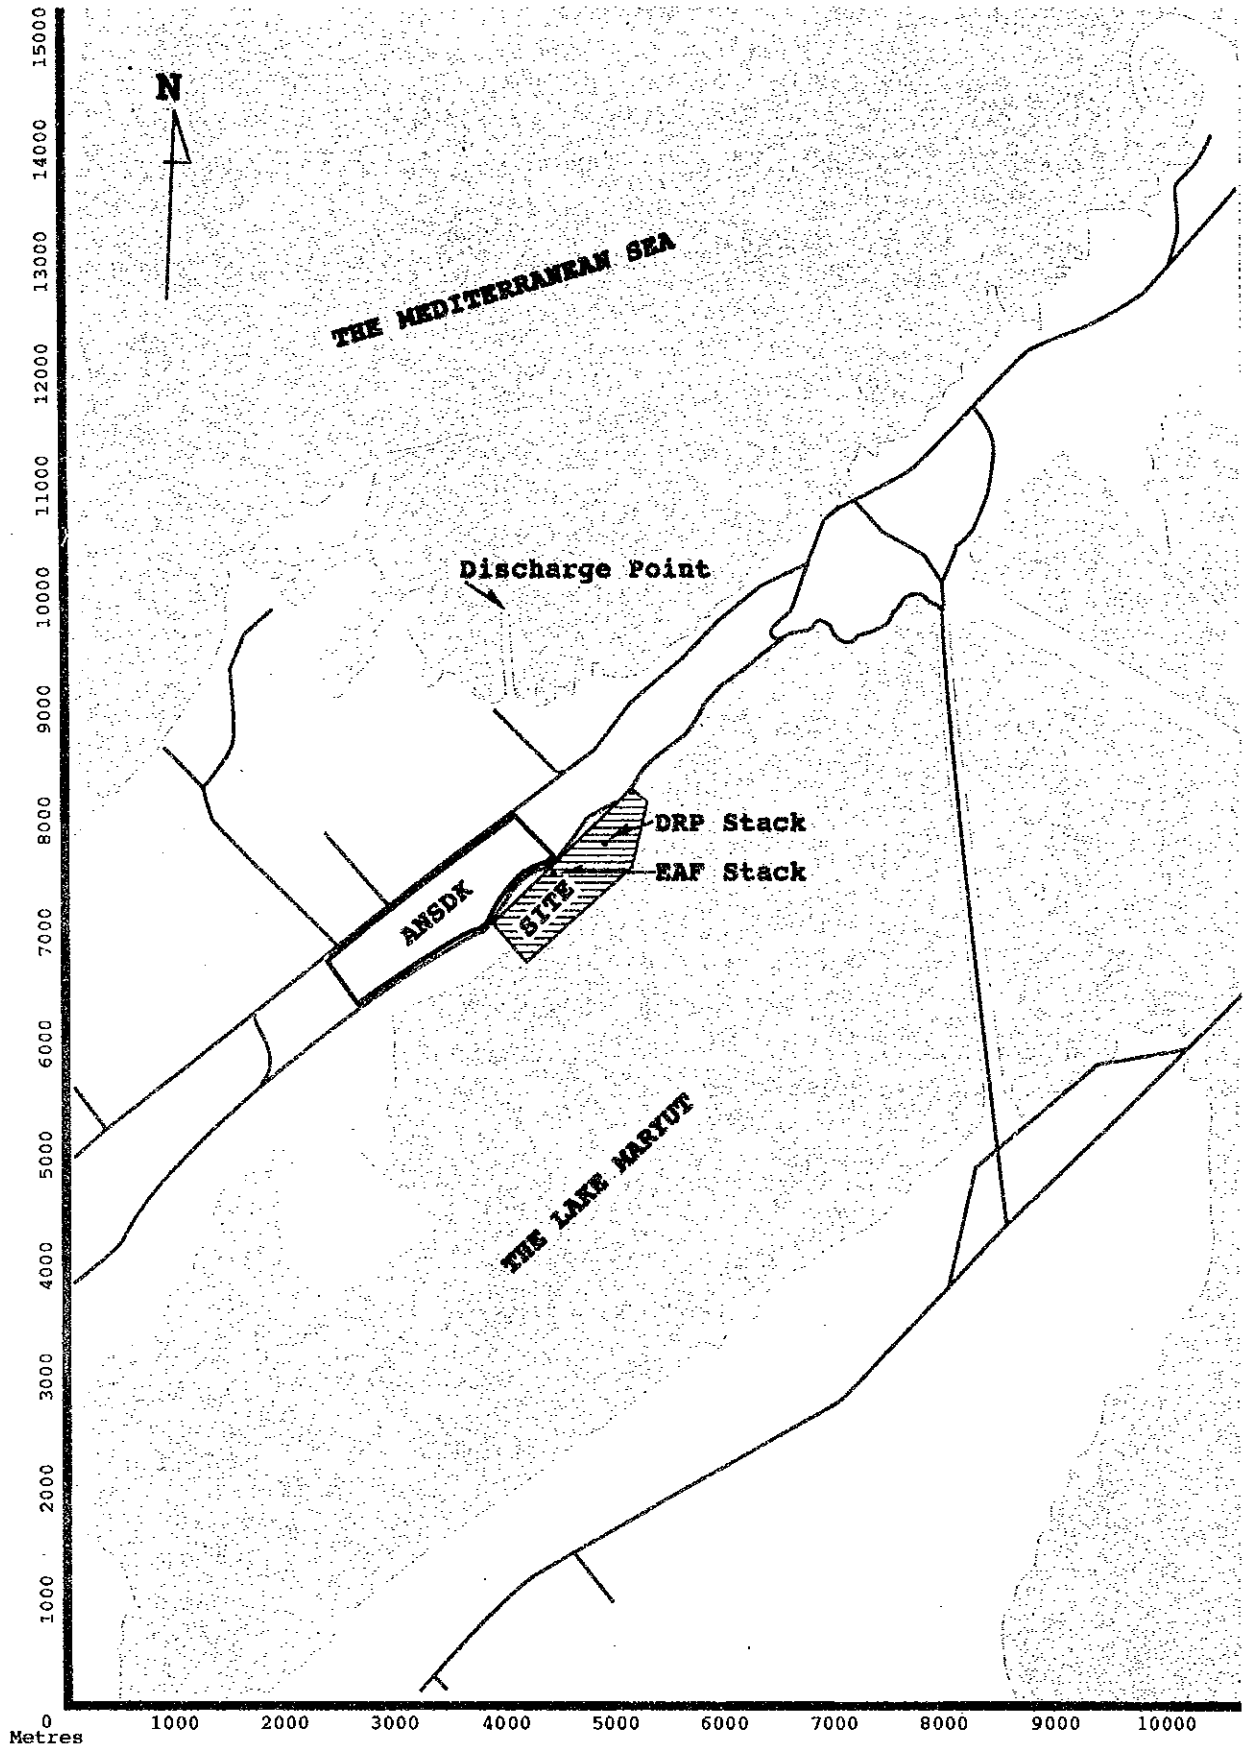 15000
N
14000
13000
THE MEDITERRANEAN SEA
12000
11000
10000
Discharge Point
9000
8000
DRP Stack
EAF Stack
ANSDK
SITE
7000
6000
5000
THE LAKE MARYUT
4000
3000
2000
1000
0
1000 2000 3000 4000 5000 6000 7000 8000 9000 10000
Metres